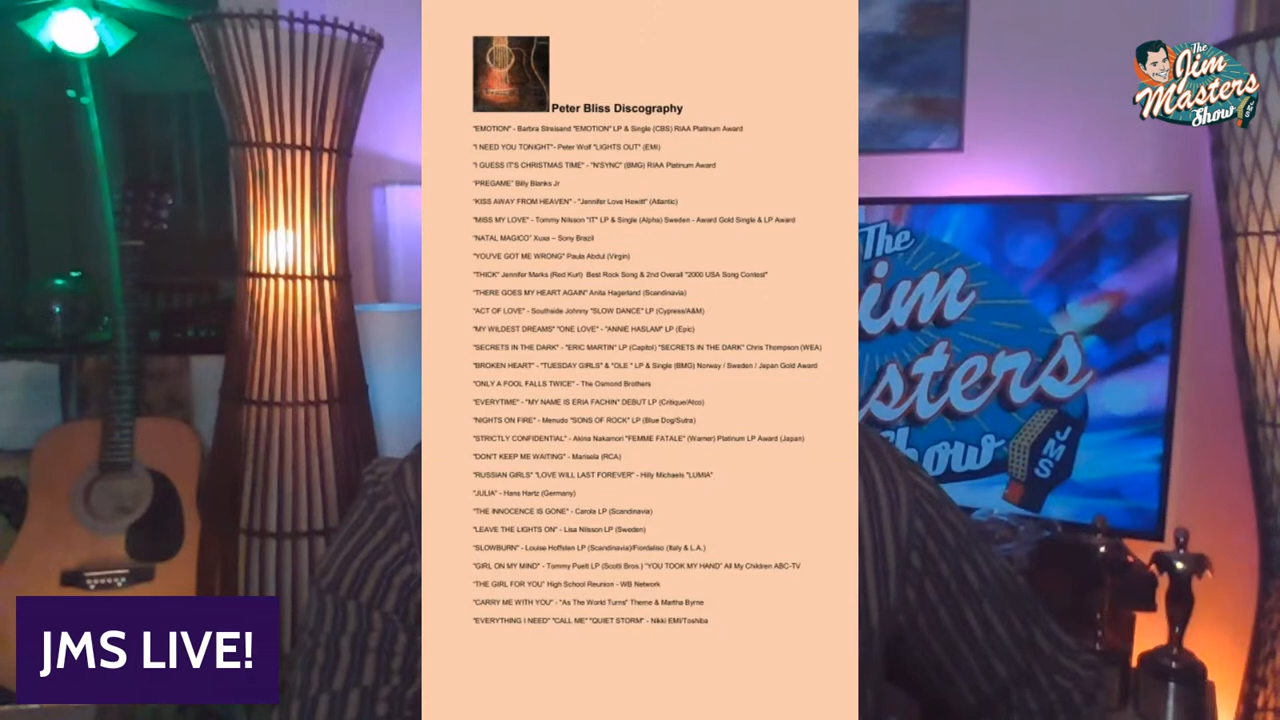 Peter Bliss Discography
"EMOTION" - Barbra Streisand "EMOTION" LP & Single (CBS) RIAA Platinum Award
"I NEED YOU TONIGHT"- Peter Wolf "LIGHTS OUT" (EMI)
"I GUESS IT'S CHRISTMAS TIME" - "N'SYNC" (BMG) RIAA Platinum Award
"PREGAME" Billy Blanks Jr
"KISS AWAY FROM HEAVEN" - "Jennifer Love Hewitt" (Atlantic)
"MISS MY LOVE" - Tommy Nilsson "IT" LP & Single (Alpha) Sweden - Award Gold Single & LP Award
"NATAL MAGICO" Xuxa – Sony Brazil
"YOU'VE GOT ME WRONG" Paula Abdul (Virgin)
"THICK" Jennifer Marks (Red Kurl) Best Rock Song & 2nd Overall "2000 USA Song Contest"
"THERE GOES MY HEART AGAIN" Anita Hagerland (Scandinavia)
"ACT OF LOVE" - Southside Johnny "SLOW DANCE" LP (Cypress/A&M)
"MY WILDEST DREAMS" "ONE LOVE" - "ANNIE HASLAM" LP (Epic)
"SECRETS IN THE DARK" - "ERIC MARTIN" LP (Capitol) "SECRETS IN THE DARK" Chris Thompson (WEA)
"BROKEN HEART" - "TUESDAY GIRLS" & "OLE " LP & Single (BMG) Norway / Sweden / Japan Gold Award
"ONLY A FOOL FALLS TWICE" - The Osmond Brothers
"EVERYTIME" - "MY NAME IS ERIA FACHIN" DEBUT LP (Critique/Atco)
"NIGHTS ON FIRE" - Menudo "SONS OF ROCK" LP (Blue Dog/Sutra)
"STRICTLY CONFIDENTIAL" - Akina Nakamori "FEMME FATALE" (Warner) Platinum LP Award (Japan)
"DON'T KEEP ME WAITING" - Marisela (RCA)
"RUSSIAN GIRLS" "LOVE WILL LAST FOREVER" - Hilly Michaels "LUMIA"
"JULIA" - Hans Hartz (Germany)
"THE INNOCENCE IS GONE" - Carola LP (Scandinavia)
"LEAVE THE LIGHTS ON" - Lisa Nilsson LP (Sweden)
"SLOWBURN" - Louise Hoffsten LP (Scandinavia)/Fiordaliso (Italy & L.A.)
"GIRL ON MY MIND" - Tommy Puett LP (Scotti Bros.) "YOU TOOK MY HAND" All My Children ABC-TV
"THE GIRL FOR YOU" High School Reunion - WB Network
"CARRY ME WITH YOU" - "As The World Turns" Theme & Martha Byrne
"EVERYTHING I NEED" "CALL ME" "QUIET STORM" - Nikki EMI/Toshiba
The
Jim
Masters
Show
JMS
The
im
sters
how
JMS
JMS LIVE!